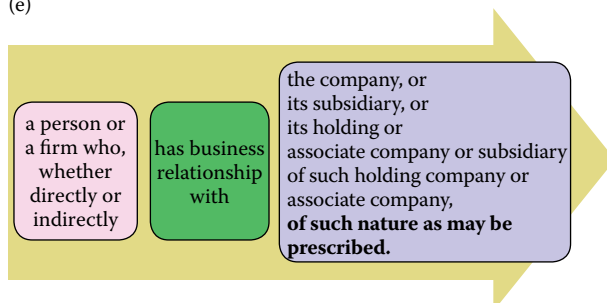 (e)
a person or
a firm who,
whether
directly or
indirectly
has business
relationship
with
the company, or
its subsidiary, or
its holding or
associate company or subsidiary
of such holding company or
associate company,
of such nature as may be
prescribed.